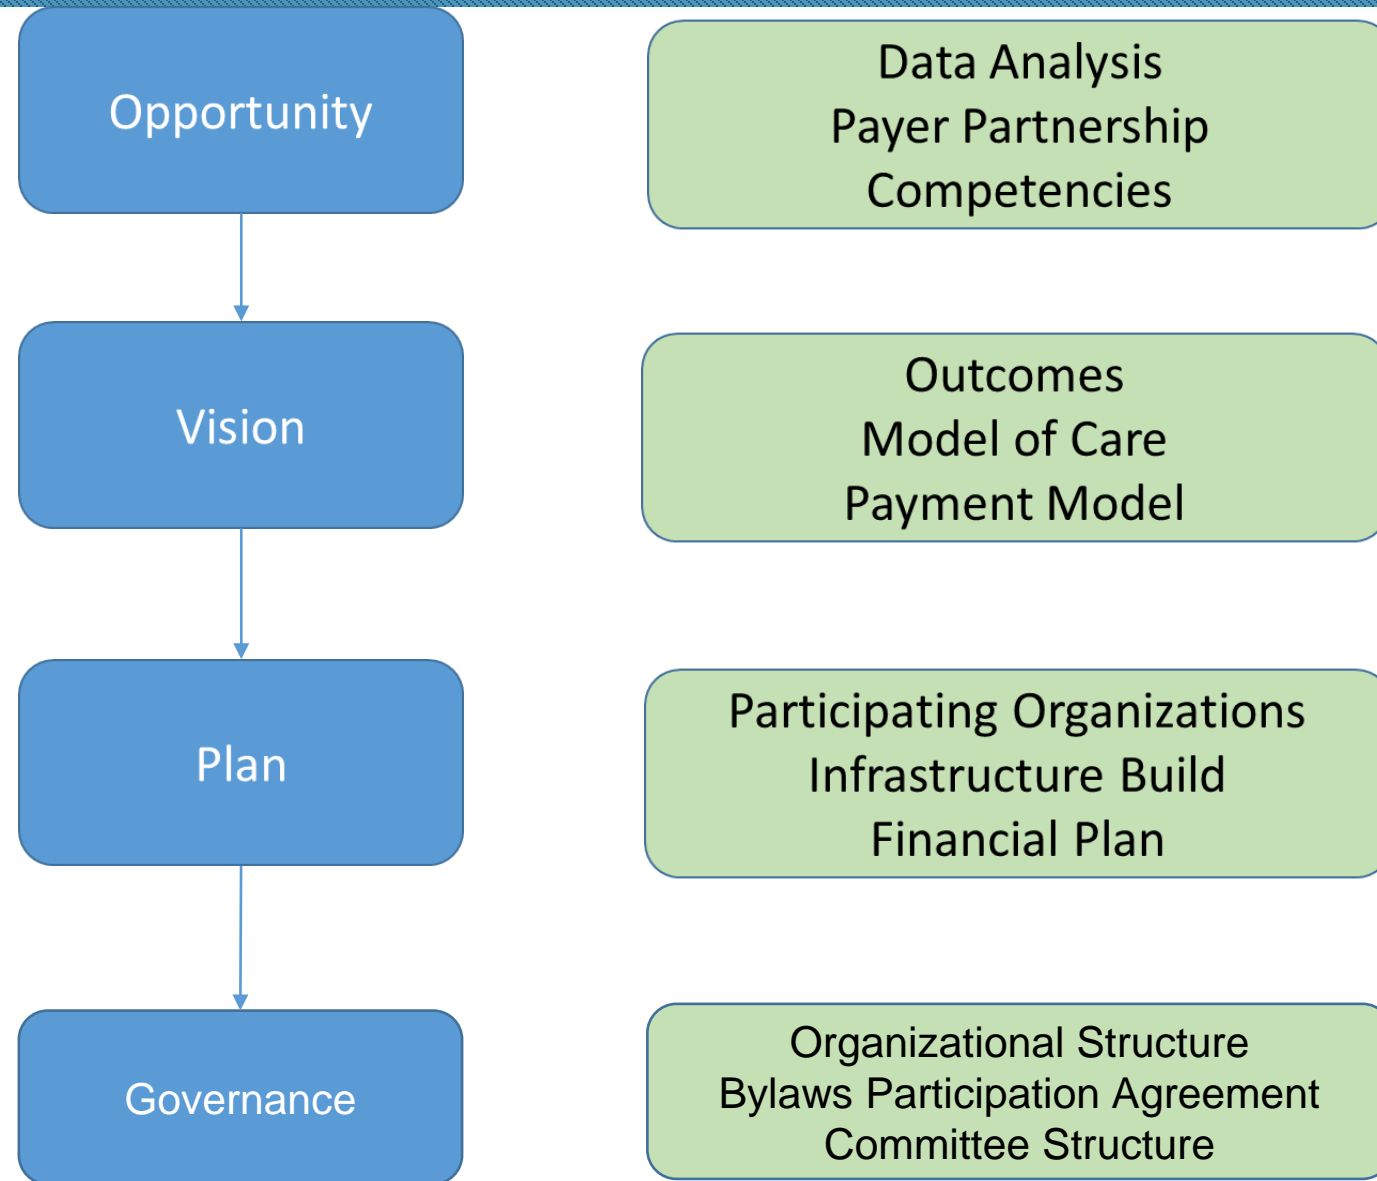 Opportunity
Data Analysis
Payer Partnership
Competencies
Vision
Outcomes
Model of Care
Payment Model
Plan
Participating Organizations
Infrastructure Build
Financial Plan
Governance
Organizational Structure
Bylaws Participation Agreement
Committee Structure